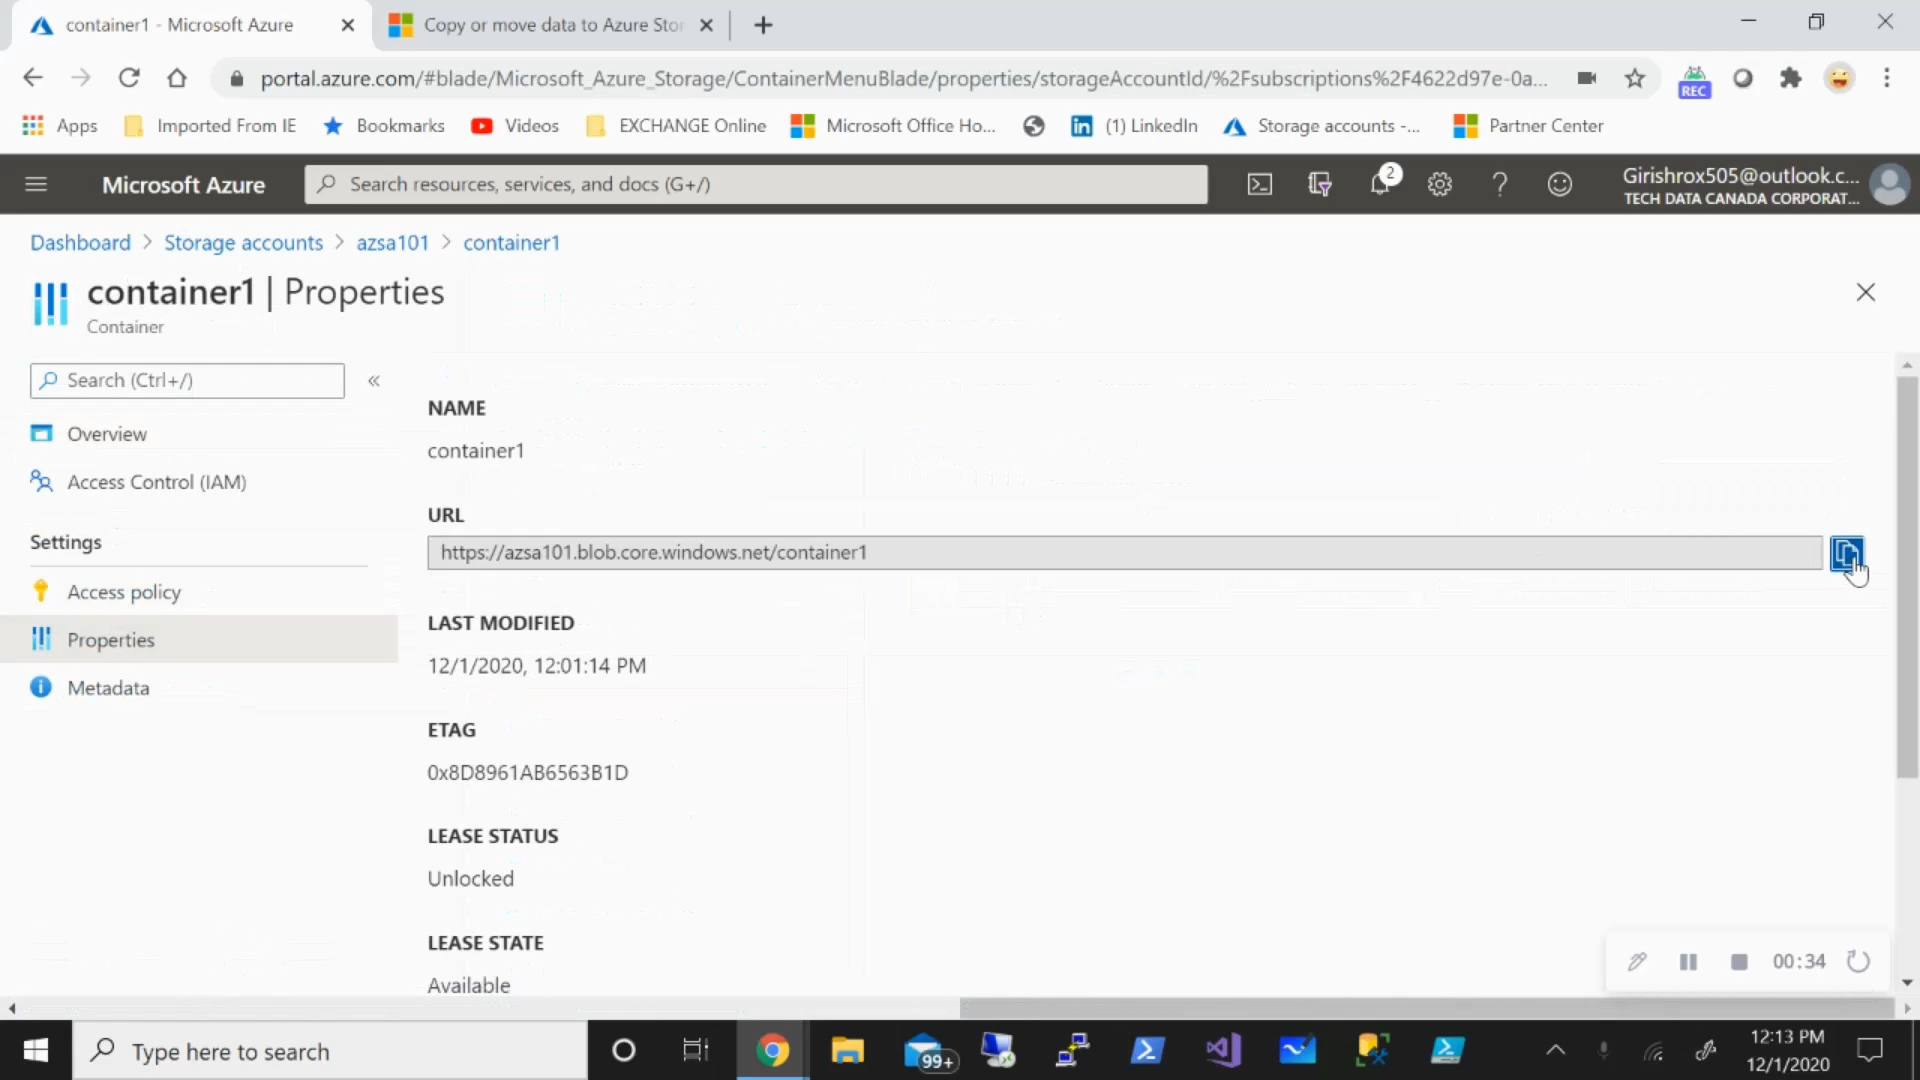 container1 - Microsoft Azure
Copy or move data to Azure Stor
portal.azure.com/#blade/Microsoft_Azure_Storage/ContainerMenuBlade/properties/storageAccountId/%2Fsubscriptions%2F4622d97e-0a...
REC
Apps
Imported From IE
Bookmarks
Videos
EXCHANGE Online
Microsoft Office Ho...
(1) LinkedIn
Storage accounts -...
Partner Center
Microsoft Azure
Search resources, services, and docs (G+/)
2
Girishrox505@outlook.c...
TECH DATA CANADA CORPORAT...
Dashboard > Storage accounts > azsa101 > container1
container1 | Properties
Container
Search (Ctrl+/)
«
Overview
Access Control (IAM)
Settings
Access policy
Properties
Metadata
NAME
container1
URL
https://azsa101.blob.core.windows.net/container1
LAST MODIFIED
12/1/2020, 12:01:14 PM
ETAG
0x8D8961AB6563B1D
LEASE STATUS
Unlocked
LEASE STATE
Available
00:34
Type here to search
99+
12:13 PM
12/1/2020